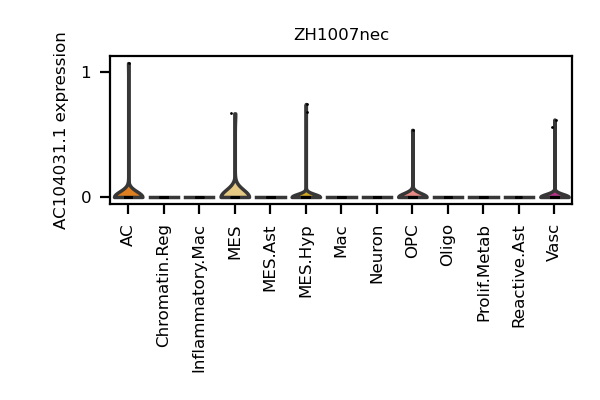 ZH1007nec
AC104031.1 expression
1
0
AC
Chromatin.Reg
Inflammatory.Mac
MES
MES.Ast
MES.Hyp
Mac
Neuron
OPC
Oligo
Prolif.Metab
Reactive.Ast
Vasc